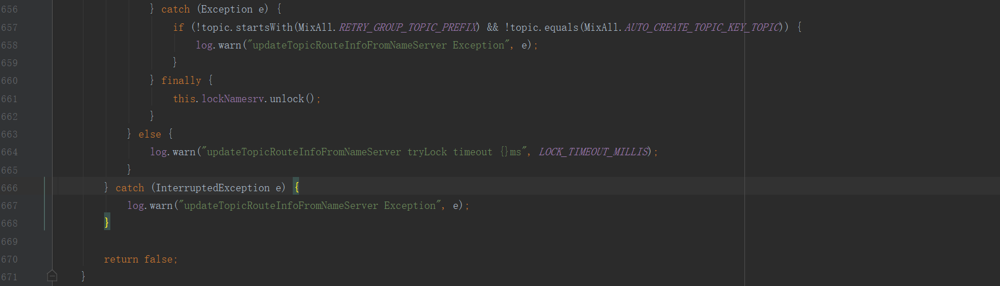 656 } catch (Exception e) {
657 if (!topic.startsWith(MixAll.RETRY_GROUP_TOPIC_PREFIX) && !topic.equals(MixAll.AUTO_CREATE_TOPIC_KEY_TOPIC)) {
658 log.warn("updateTopicRouteInfoFromNameServer Exception", e);
659 }
660 } finally {
661 this.lockNamesrv.unlock();
662 }
663 } else {
664 log.warn("updateTopicRouteInfoFromNameServer tryLock timeout {}ms", LOCK_TIMEOUT_MILLIS);
665 }
666 } catch (InterruptedException e) {
667 log.warn("updateTopicRouteInfoFromNameServer Exception", e);
668 }
669
670 return false;
671 }